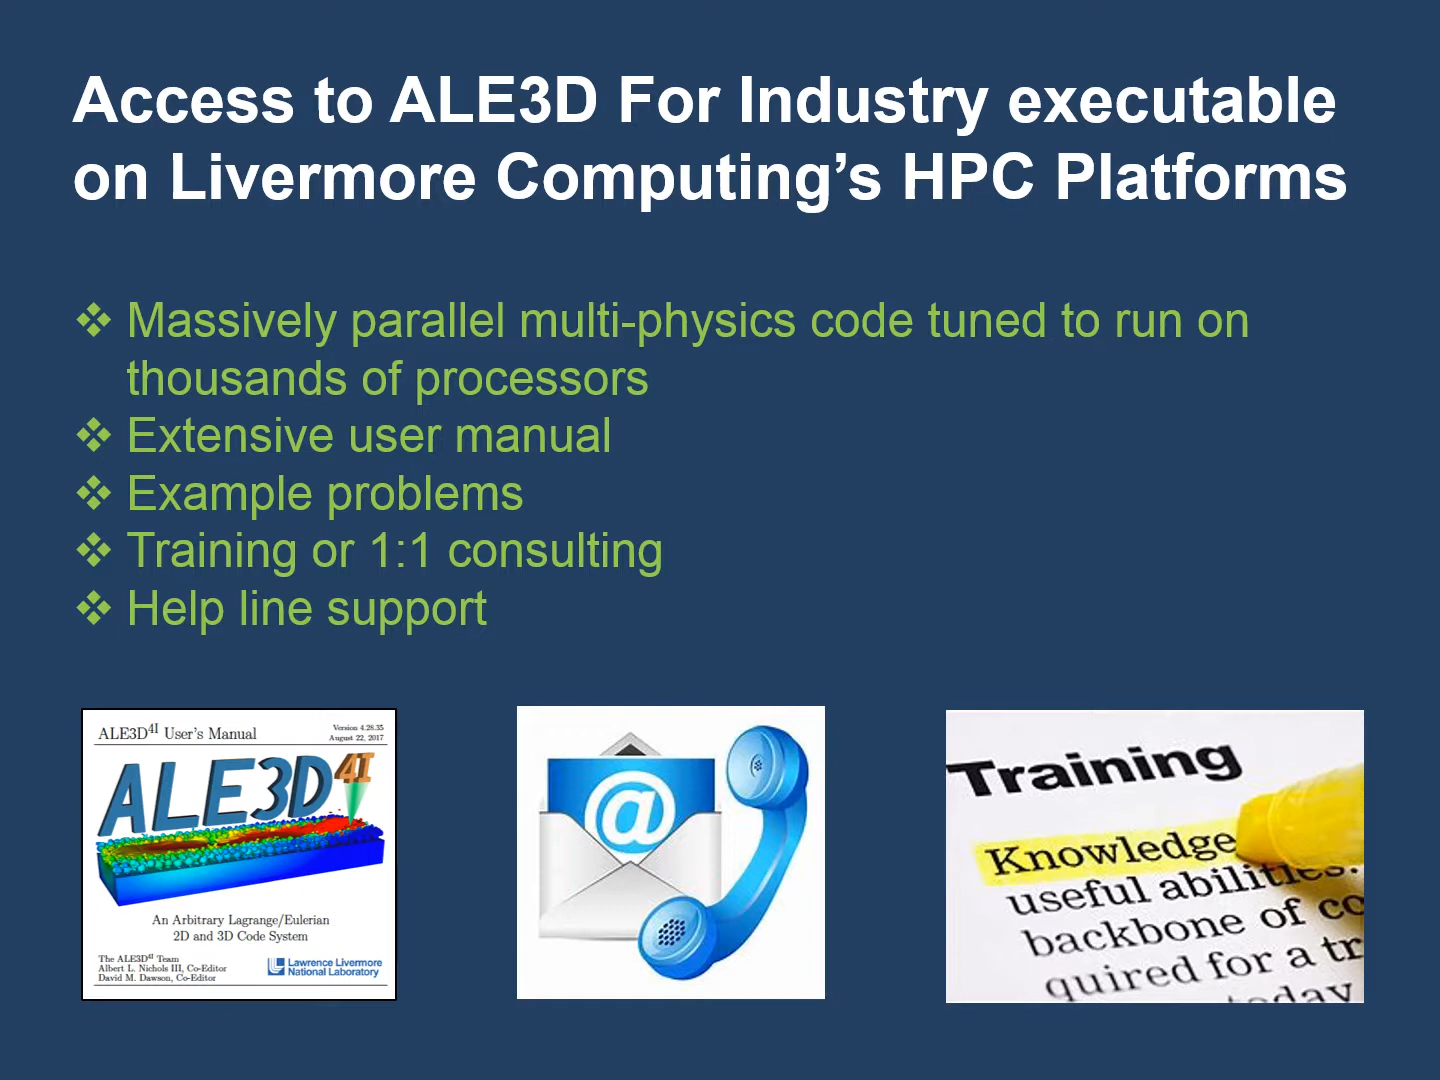 Access to ALE3D For Industry executable
on Livermore Computing’s HPC Platforms
❖ Massively parallel multi-physics code tuned to run on
thousands of processors
❖ Extensive user manual
❖ Example problems
❖ Training or 1:1 consulting
❖ Help line support
ALE3D4I User's Manual
Version 4.28.35
August 22, 2017
ALE3D4I
An Arbitrary Lagrange/Eulerian
2D and 3D Code System
The ALE3D4I Team
Albert L. Nichols III, Co-Editor
David M. Dawson, Co-Editor
Lawrence Livermore
National Laboratory
@
Training
Knowledge
useful abilities.
backbone of co
quired for a tr
today